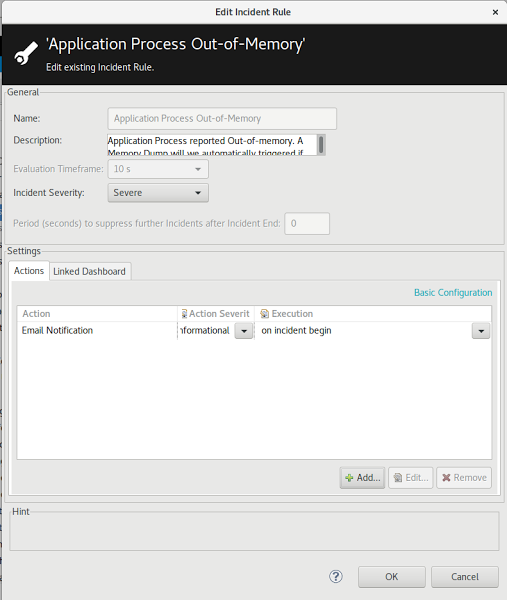 Edit Incident Rule
×
'Application Process Out-of-Memory'
Edit existing Incident Rule.
General
Name: Application Process Out-of-Memory
Description: Application Process reported Out-of-memory. A
Memory Dump will we automatically triggered if
Evaluation Timeframe: 10 s
Incident Severity: Severe
Period (seconds) to suppress further Incidents after Incident End: 0
Settings
Actions Linked Dashboard
Basic Configuration
Action Action Severit Execution
Email Notification nformational on incident begin
Add... Edit... Remove
Hint
? OK Cancel